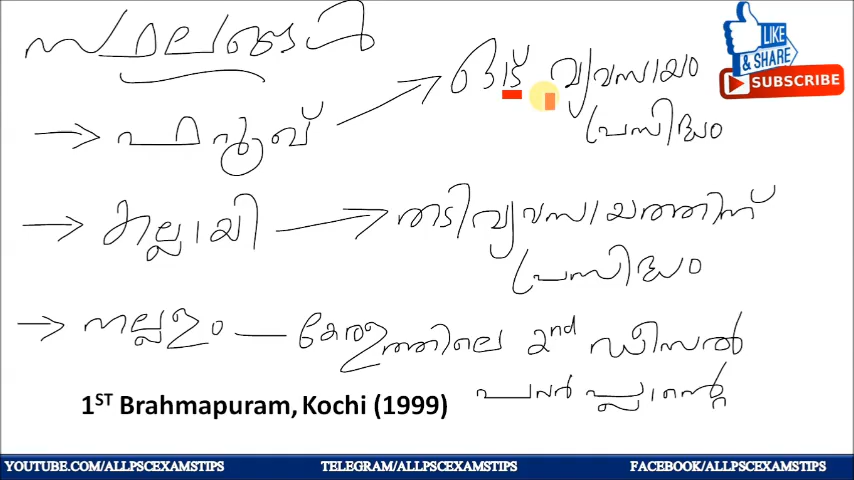 സ്ഥലങ്ങൾ
LIKE & SHARE
SUBSCRIBE
→ ഫറൂഖ് → ഓട് വ്യവസായം
പ്രസിദ്ധം
→ കല്ലായി → തടിവ്യവസായത്തിന്
പ്രസിദ്ധം
→ നല്ലളം — കേരളത്തിലെ 2nd ഡീസൽ
പവർ പ്ലാന്റ്
1ST Brahmapuram, Kochi (1999)
YOUTUBE.COM/ALLPSCEXAMSTIPS TELEGRAM/ALLPSCEXAMSTIPS FACEBOOK/ALLPSCEXAMSTIPS